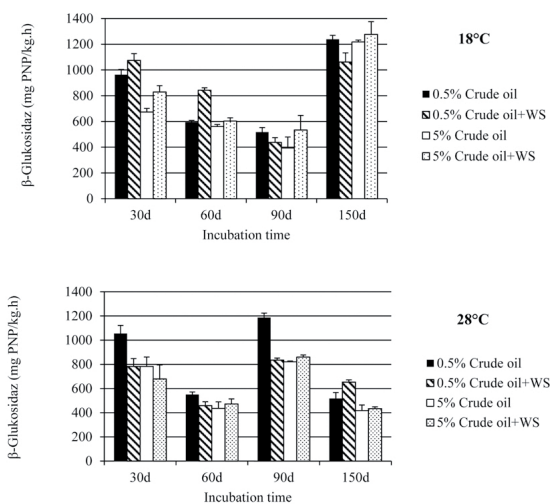 1400
1200
1000
800
600
400
200
0
β-Glukosidaz (mg PNP/kg.h)
30d 60d 90d 150d
Incubation time
18°C
0.5% Crude oil
0.5% Crude oil+WS
5% Crude oil
5% Crude oil+WS
1400
1200
1000
800
600
400
200
0
β-Glukosidaz (mg PNP/kg.h)
30d 60d 90d 150d
Incubation time
28°C
0.5% Crude oil
0.5% Crude oil+WS
5% Crude oil
5% Crude oil+WS